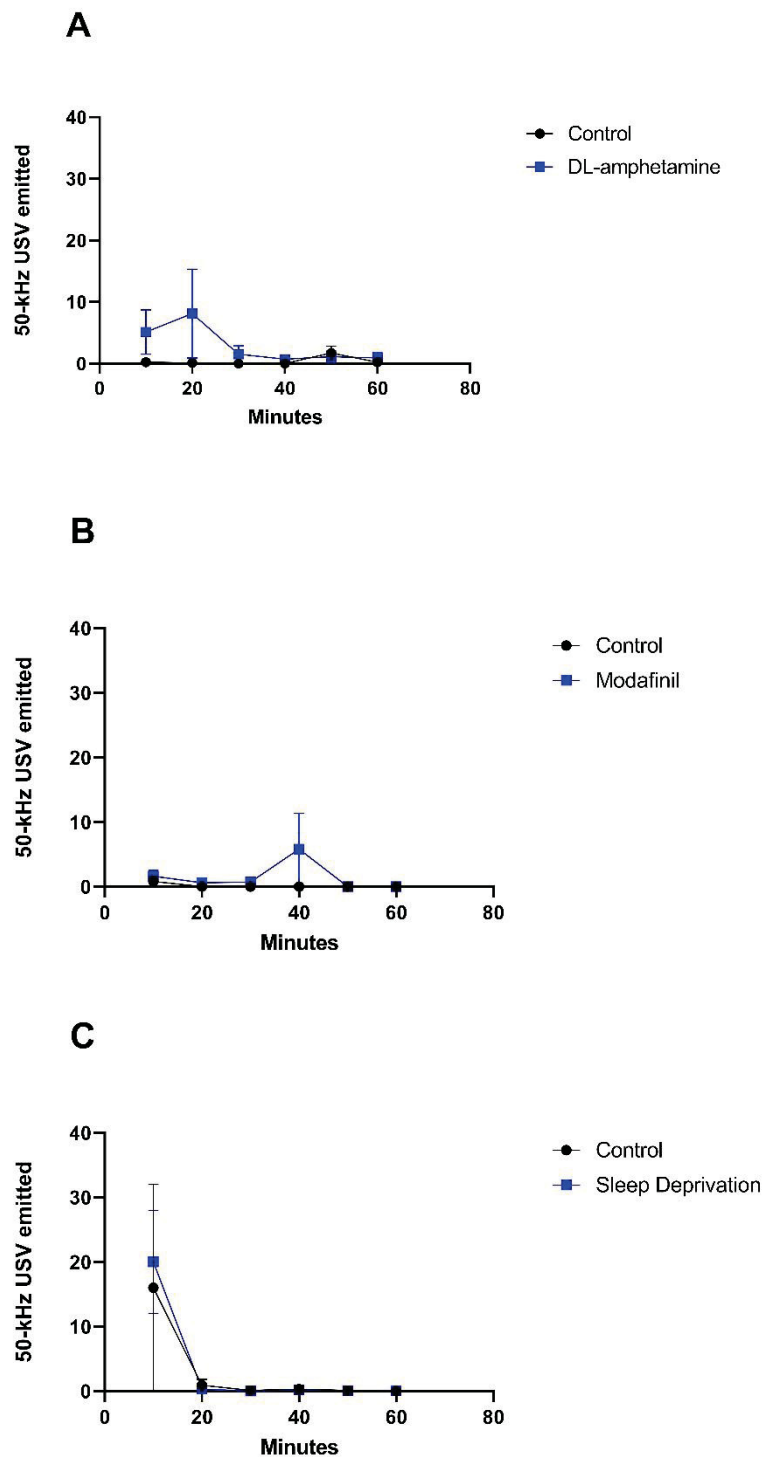 A
50-kHz USV emitted
40
30
20
10
0
0 20 40 60 80
Minutes
Control
DL-amphetamine
B
50-kHz USV emitted
40
30
20
10
0
0 20 40 60 80
Minutes
Control
Modafinil
C
50-kHz USV emitted
40
30
20
10
0
0 20 40 60 80
Minutes
Control
Sleep Deprivation